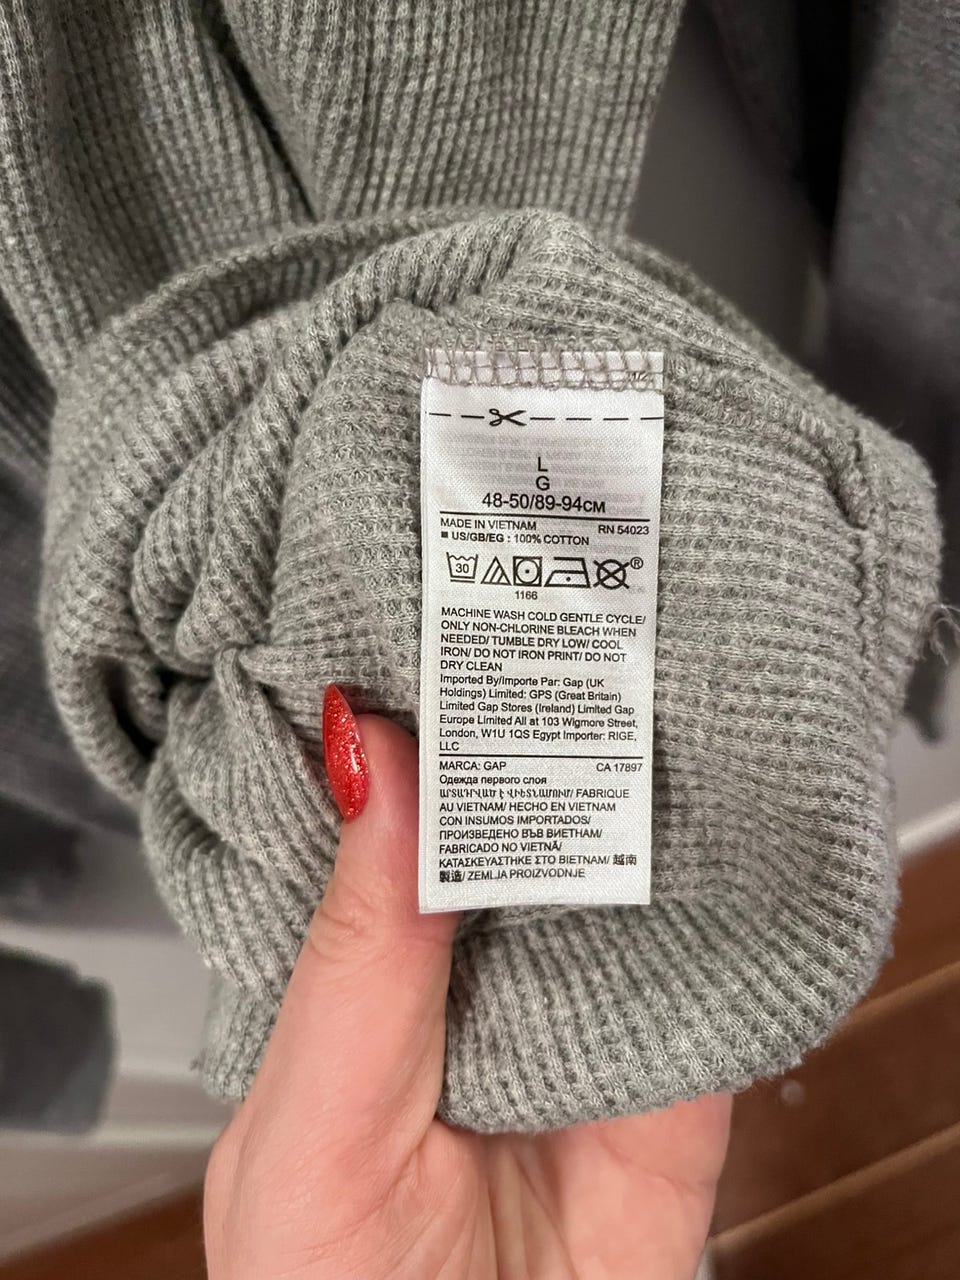 L
G
48-50/89-94см
MADE IN VIETNAM RN 54023
US/GB/EG : 100% COTTON
30
®
1166
MACHINE WASH COLD GENTLE CYCLE/
ONLY NON-CHLORINE BLEACH WHEN
NEEDED/ TUMBLE DRY LOW/ COOL
IRON/ DO NOT IRON PRINT/ DO NOT
DRY CLEAN
Imported By/Importe Par: Gap (UK
Holdings) Limited: GPS (Great Britain)
Limited Gap Stores (Ireland) Limited Gap
Europe Limited All at 103 Wigmore Street,
London, W1U 1QS Egypt Importer: RIGE,
LLC
MARCA: GAP CA 17897
Одежда первого слоя
ԱՐՏԱԴՐՎԱԾ Է ՎԻԵՏՆԱՄՈՒՄ/ FABRIQUE
AU VIETNAM/ HECHO EN VIETNAM
CON INSUMOS IMPORTADOS/
ПРОИЗВЕДЕНО ВЪВ ВИЕТНАМ/
FABRICADO NO VIETNÃ/
ΚΑΤΑΣΚΕΥΑΣΤΗΚΕ ΣΤΟ ΒΙΕΤΝΑΜ/ 越南
製造/ ZEMLJA PROIZVODNJE